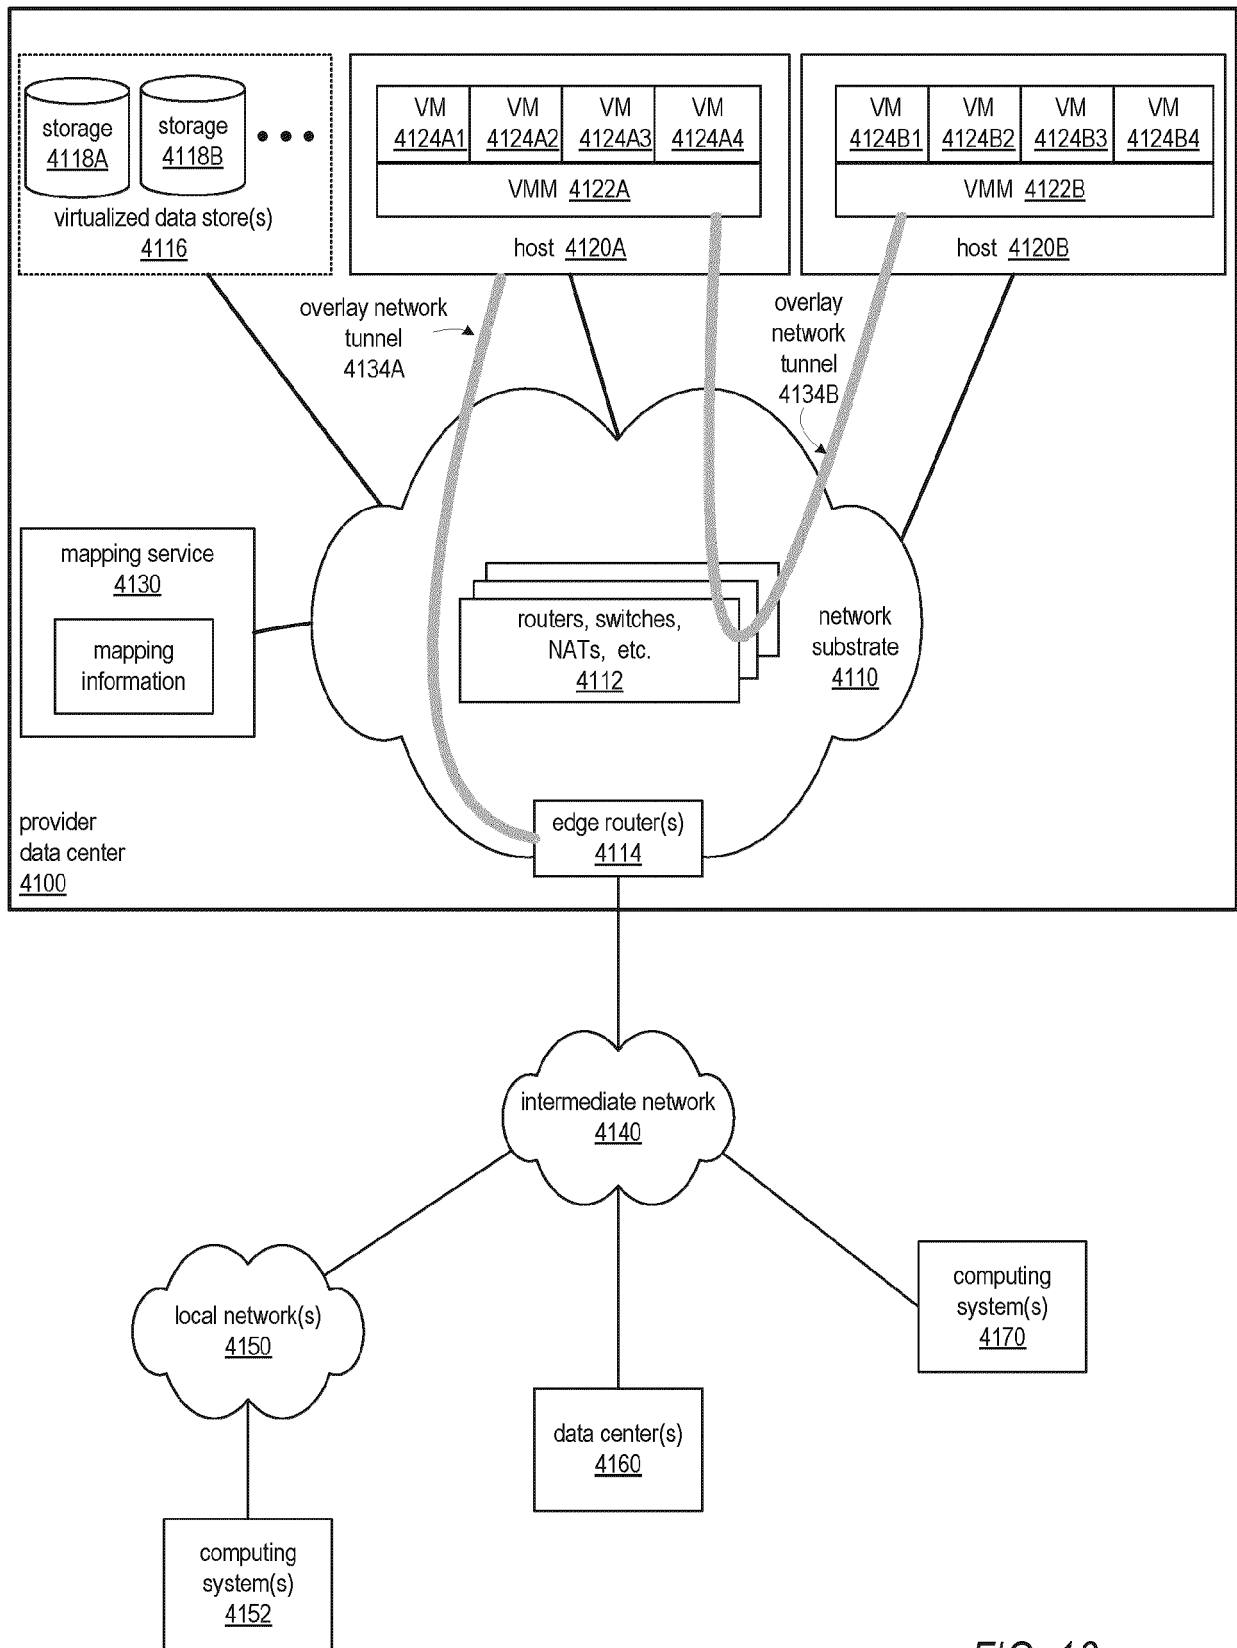 storage
4118A
storage
4118B
virtualized data store(s)
4116
VM
4124A1
VM
4124A2
VM
4124A3
VM
4124A4
VMM 4122A
host 4120A
VM
4124B1
VM
4124B2
VM
4124B3
VM
4124B4
VMM 4122B
host 4120B
overlay network
tunnel
4134A
overlay
network
tunnel
4134B
mapping service
4130
mapping
information
routers, switches,
NATs, etc.
4112
network
substrate
4110
provider
data center
4100
edge router(s)
4114
intermediate network
4140
local network(s)
4150
computing
system(s)
4170
data center(s)
4160
computing
system(s)
4152